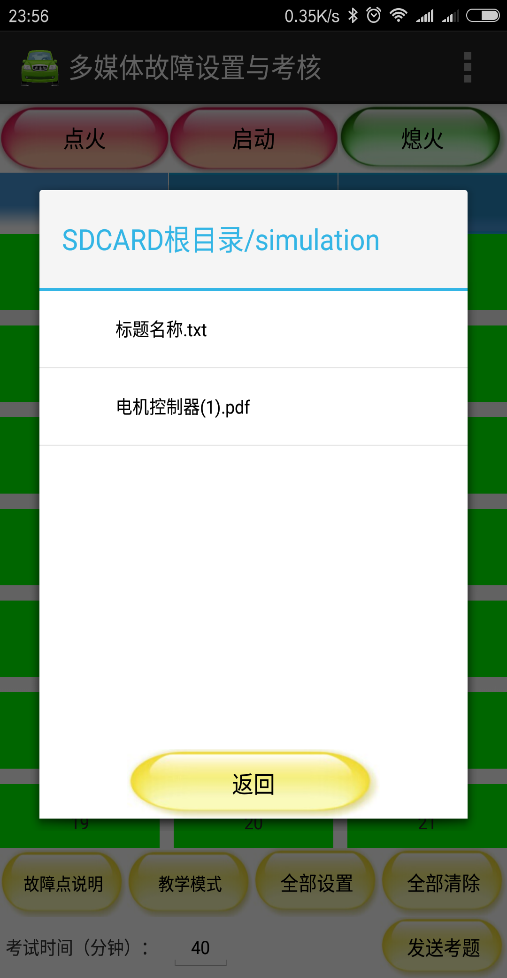 23:56 0.35K/s
多媒体故障设置与考核
点火 启动 熄火
SDCARD根目录/simulation
标题名称.txt
电机控制器(1).pdf
返回
19 20 21
故障点说明 教学模式 全部设置 全部清除
考试时间（分钟）： 40 发送考题